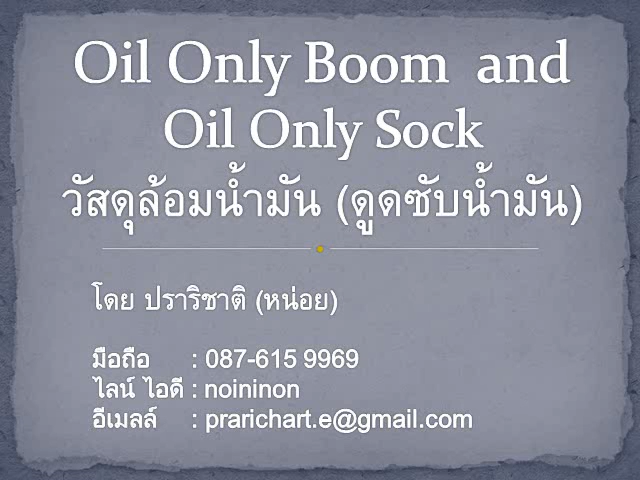 Oil Only Boom and
Oil Only Sock
วัสดุล้อมน้ำมัน (ดูดซับน้ำมัน)
โดย ปราริชาติ (หน่อย)
มือถือ : 087-615 9969
ไลน์ ไอดี : noininon
อีเมลล์ : prarichart.e@gmail.com